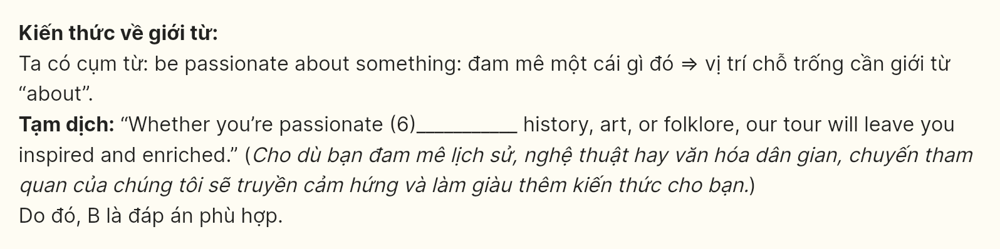 Kiến thức về giới từ:
Ta có cụm từ: be passionate about something: đam mê một cái gì đó ⇒ vị trí chỗ trống cần giới từ
“about”.
Tạm dịch: “Whether you’re passionate (6)___________ history, art, or folklore, our tour will leave you
inspired and enriched.” (Cho dù bạn đam mê lịch sử, nghệ thuật hay văn hóa dân gian, chuyến tham
quan của chúng tôi sẽ truyền cảm hứng và làm giàu thêm kiến thức cho bạn.)
Do đó, B là đáp án phù hợp.